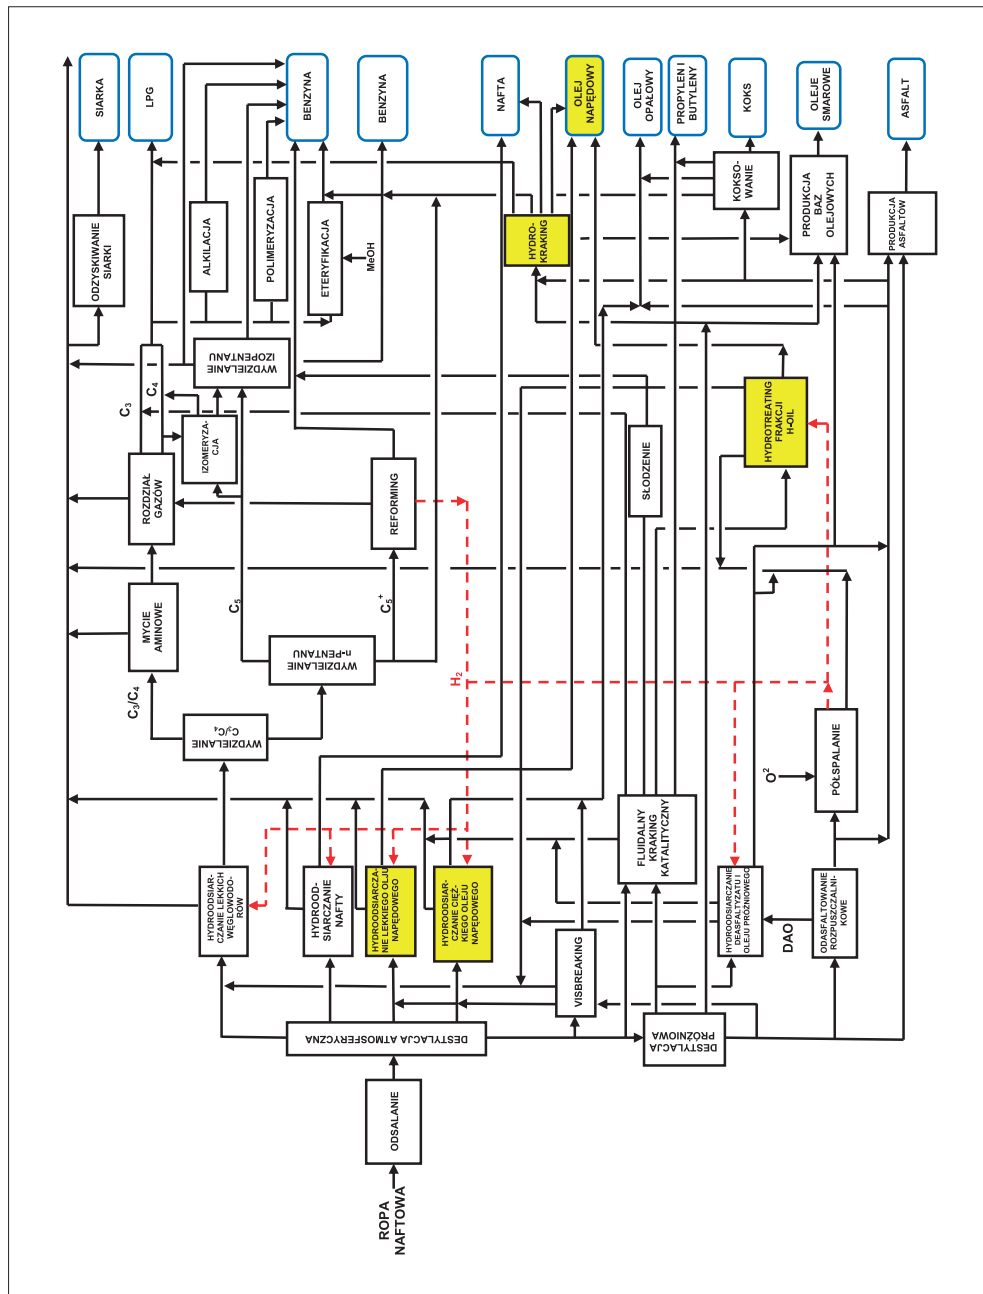 SIARKA
LPG
BENZYNA
BENZYNA
NAFTA
OLEJ
NAPĘDOWY
OLEJ
OPAŁOWY
PROPYLEN I
BUTYLENY
KOKS
OLEJE
SMAROWE
ASFALT
ODZYSKIWANIE
SIARKI
ALKILACJA
POLIMERYZACJA
ETERYFIKACJA
MeOH
HYDRO-
KRAKING
KOKSO-
WANIE
PRODUKCJA
BAZ
OLEJOWYCH
PRODUKCJA
ASFALTÓW
WYDZIELANIE
IZOPENTANU
C3
C4
ROZDZIAŁ
GAZÓW
IZOMERYZA-
CJA
REFORMING
SŁODZENIE
HYDROTREATING
FRAKCJI
H-OIL
MYCIE
AMINOWE
C5
C5+
WYDZIELANIE
n-PENTANU
H2
C3/C4
WYDZIELANIE
C3/C4
O2
PÓŁSPALANIE
HYDROODSIAR-
CZANIE LEKKICH
WĘGLOWODO-
RÓW
HYDROOD-
SIARCZANIE
NAFTY
HYDROODSIARCZA-
NIE LEKKIEGO OLJU
NAPĘDOWEGO
HYDROODSIAR-
CZANIE CIĘŻ-
KIEGO OLEJU
NAPĘDOWEGO
VISBREAKING
FLUIDALNY
KRAKING
KATALITYCZNY
HYDROODSIARCZANIE
DEASFALTYZATU I
OLEJU PRÓŻNIOWEGO
DAO
ODASFALTOWANIE
ROZPUSZCZALNI-
KOWE
DESTYLACJA ATMOSFERYCZNA
DESTYLACJA
PRÓŻNIOWA
ODSALANIE
ROPA
NAFTOWA